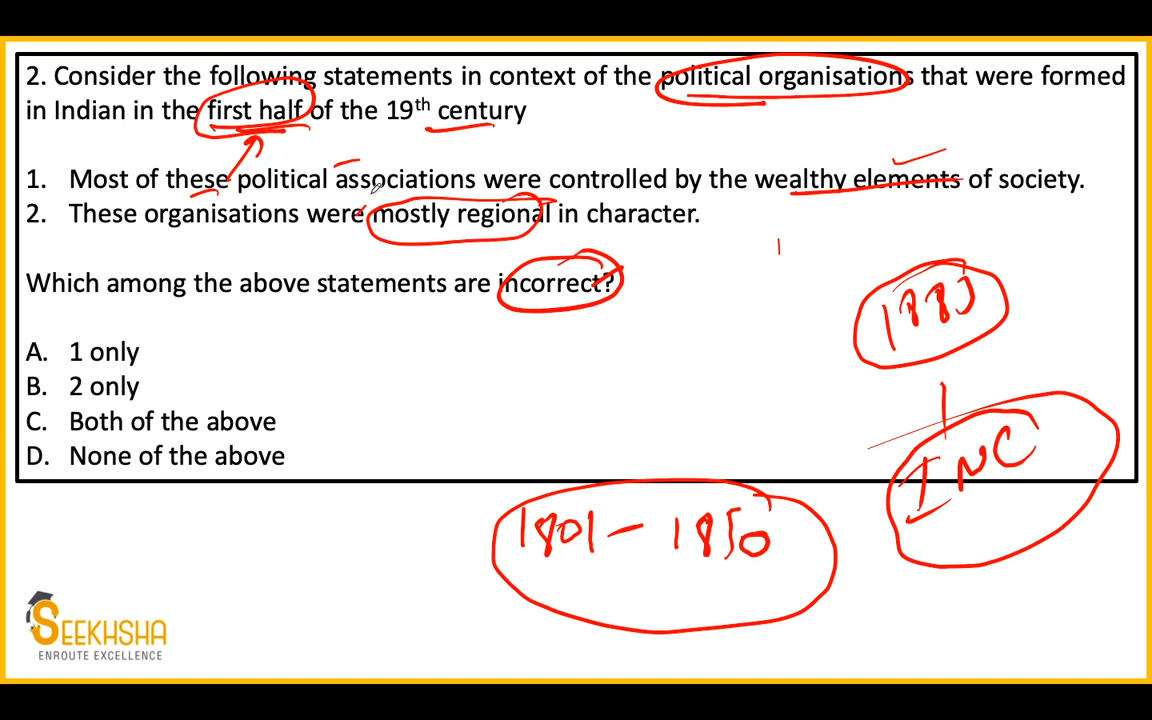 2. Consider the following statements in context of the political organisations that were formed
in Indian in the first half of the 19th century
1. Most of these political associations were controlled by the wealthy elements of society.
2. These organisations were mostly regional in character.
Which among the above statements are incorrect?
1885
A. 1 only
B. 2 only
C. Both of the above
INC
D. None of the above
1801 - 1850
SEEKHSHA
ENROUTE EXCELLENCE